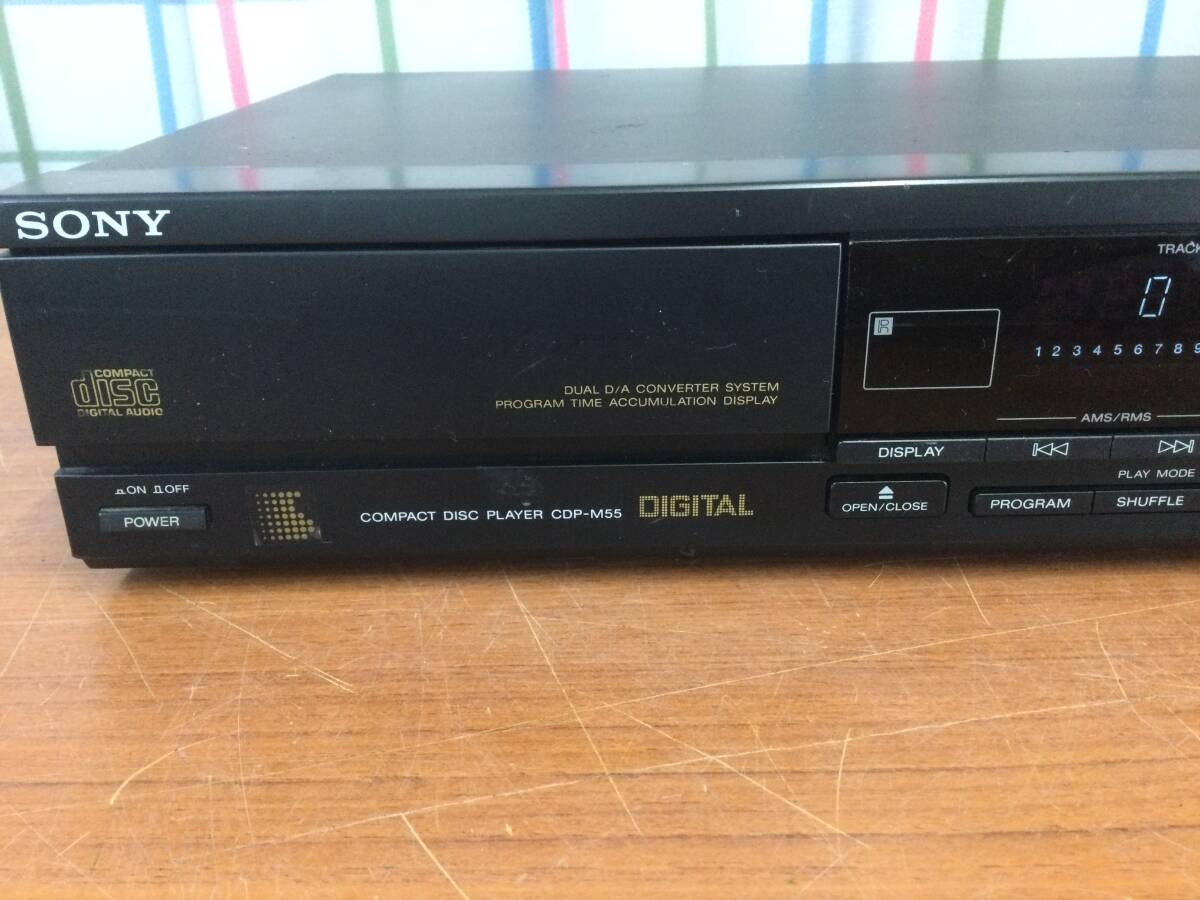 SONY
TRACK
0
COMPACT
disc
DIGITAL AUDIO
DUAL D/A CONVERTER SYSTEM
PROGRAM TIME ACCUMULATION DISPLAY
R
1 2 3 4 5 6 7 8 9
AMS/RMS
DISPLAY
PLAY MODE
ON OFF
POWER
COMPACT DISC PLAYER CDP-M55
DIGITAL
OPEN/CLOSE
PROGRAM
SHUFFLE